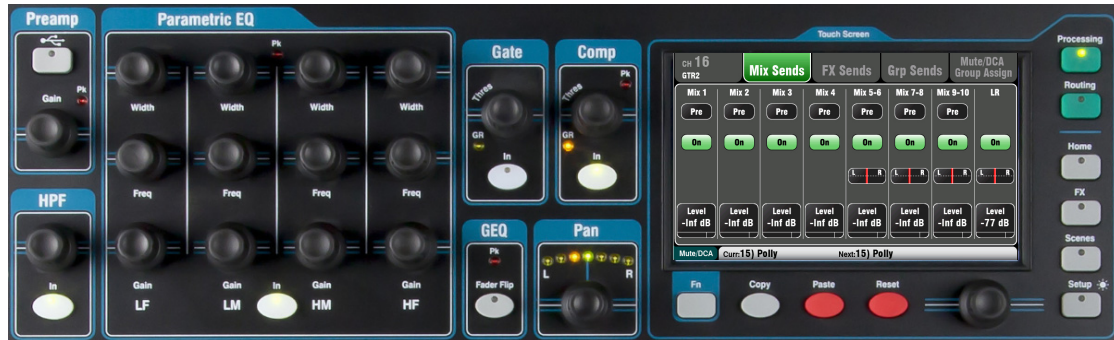 Preamp
Gain
Pk
HPF
In
Parametric EQ
Pk
Width
Width
Width
Width
Freq
Freq
Freq
Freq
Gain
Gain
In
Gain
Gain
LF
LM
HM
HF
Gate
Thres
GR
In
Comp
Pk
Thres
GR
In
GEQ
Pk
Fader Flip
Pan
L
R
Touch Screen
CH 16
GTR2
Mix Sends
FX Sends
Grp Sends
Mute/DCA
Group Assign
Mix 1 Mix 2 Mix 3 Mix 4 Mix 5-6 Mix 7-8 Mix 9-10 LR
Pre Pre Pre Pre Pre Pre Pre
On On On On On On On On
L R L R L R L R
Level Level Level Level Level Level Level Level
-Inf dB -Inf dB -Inf dB -Inf dB -Inf dB -Inf dB -Inf dB -77 dB
Mute/DCA Curr:15) Polly Next:15) Polly
Fn
Copy
Paste
Reset
Processing
Routing
Home
FX
Scenes
Setup